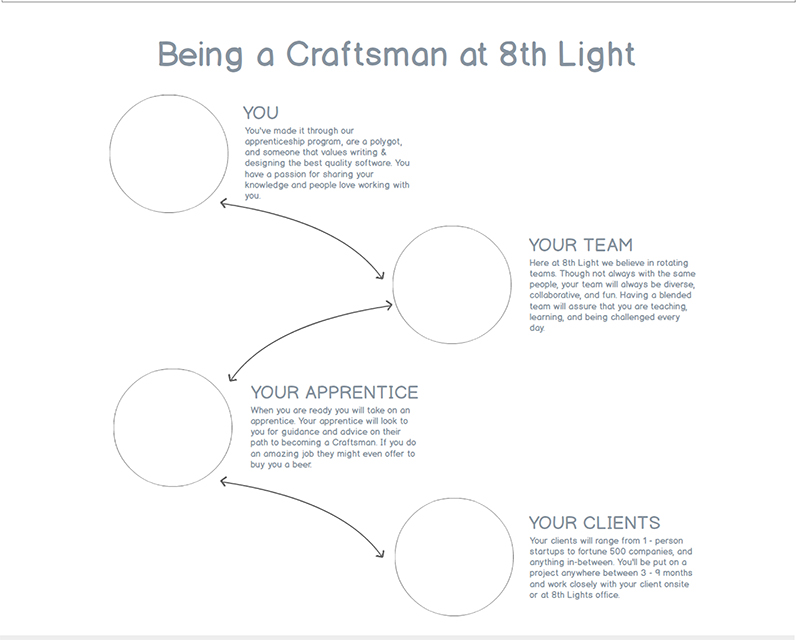 Being a Craftsman at 8th Light
YOU
You've made it through our
apprenticeship program, are a polygot,
and someone that values writing &
designing the best quality software. You
have a passion for sharing your
knowledge and people love working with
you.
YOUR TEAM
Here at 8th Light we believe in rotating
teams. Though not always with the same
people, your team will always be diverse,
collaborative, and fun. Having a blended
team will assure that you are teaching,
learning, and being challenged every
day.
YOUR APPRENTICE
When you are ready you will take on an
apprentice. Your apprentice will look to
you for guidance and advice on their
path to becoming a Craftsman. If you do
an amazing job they might even offer to
buy you a beer.
YOUR CLIENTS
Your clients will range from 1 - person
startups to fortune 500 companies, and
anything in-between. You'll be put on a
project anywhere between 3 - 9 months
and work closely with your client onsite
or at 8th Lights office.